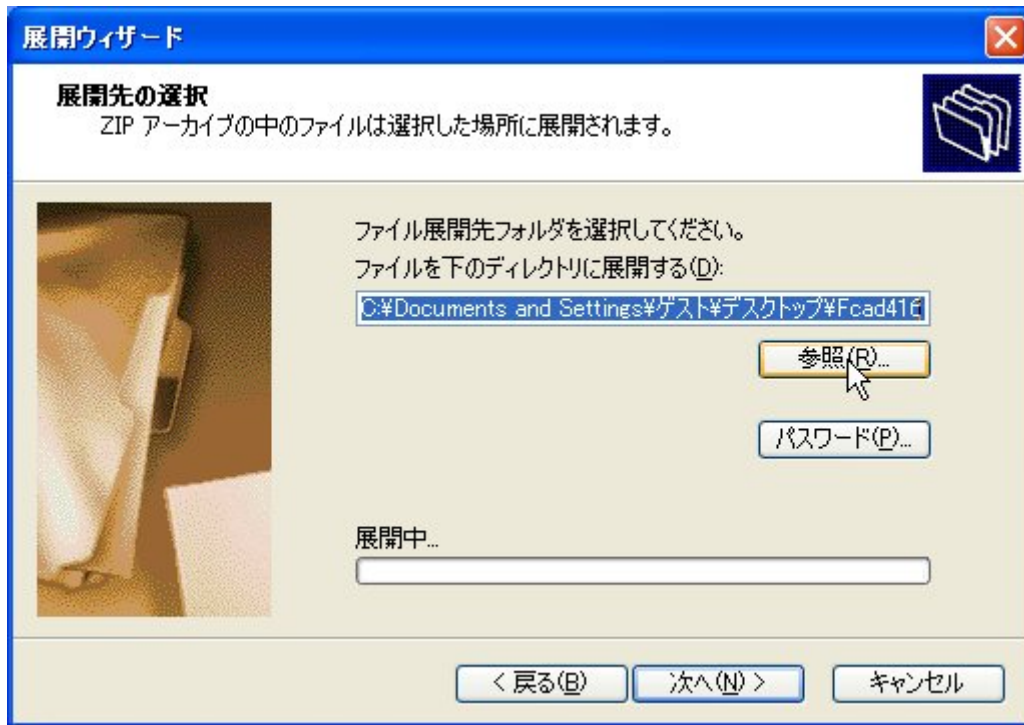 展開ウィザード
展開先の選択
ZIP アーカイブの中のファイルは選択した場所に展開されます。
ファイル展開先フォルダを選択してください。
ファイルを下のディレクトリに展開する(D):
C:¥Documents and Settings¥ゲスト¥デスクトップ¥Fcad416
参照(R)...
パスワード(P)...
展開中...
< 戻る(B)
次へ(N) >
キャンセル